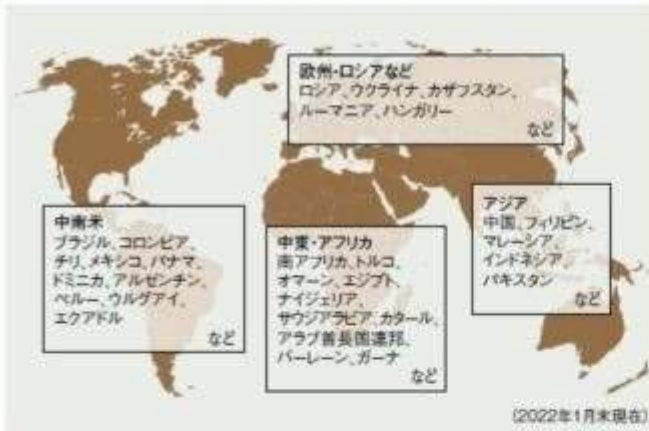 欧州・ロシアなど
ロシア、ウクライナ、カザフスタン、
ルーマニア、ハンガリー
など
中南米
ブラジル、コロンビア、
チリ、メキシコ、パナマ、
ドミニカ、アルゼンチン、
ペルー、ウルグアイ、
エクアドル
など
中東・アフリカ
南アフリカ、トルコ、
オマーン、エジプト、
ナイジェリア、
サウジアラビア、カタール、
アラブ首長国連邦、
バーレーン、ガーナ
など
アジア
中国、フィリピン、
マレーシア、
インドネシア、
パキスタン
など
(2022年1月末現在)